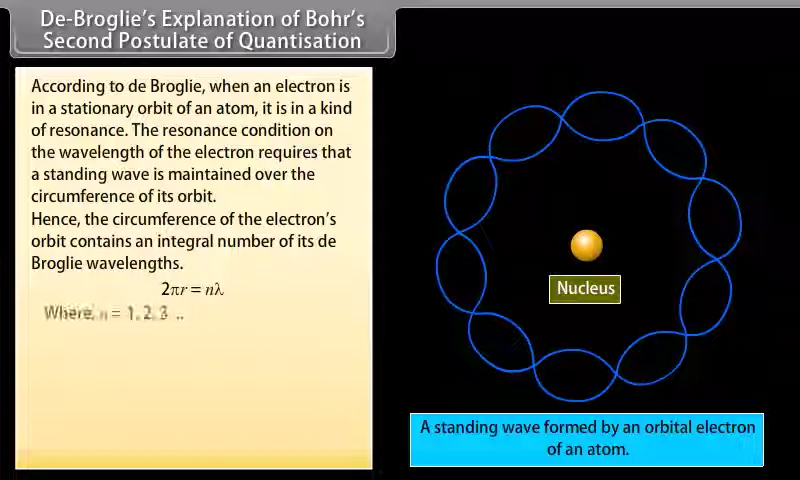 De-Broglie's Explanation of Bohr's
Second Postulate of Quantisation
According to de Broglie, when an electron is
in a stationary orbit of an atom, it is in a kind
of resonance. The resonance condition on
the wavelength of the electron requires that
a standing wave is maintained over the
circumference of its orbit.
Hence, the circumference of the electron's
orbit contains an integral number of its de
Broglie wavelengths.
2πr = nλ
Where, n = 1, 2, 3 ..
Nucleus
A standing wave formed by an orbital electron
of an atom.